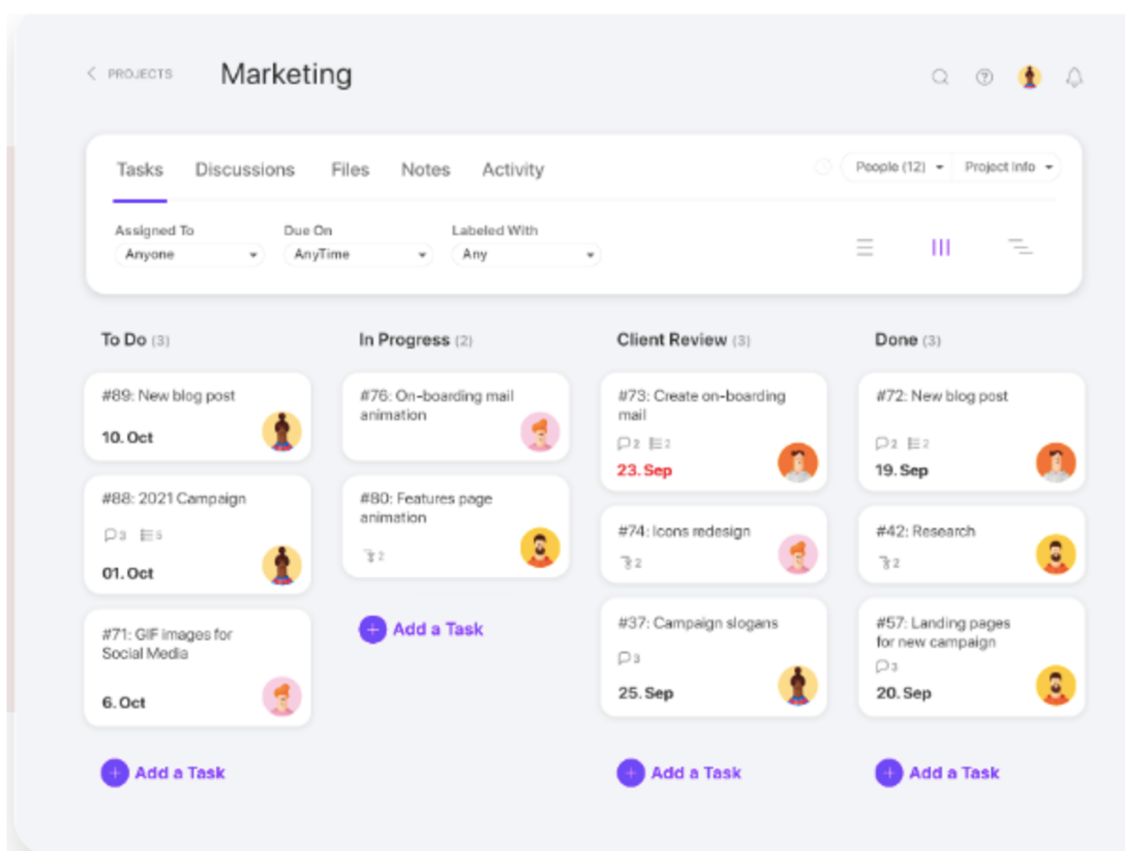 PROJECTS
Marketing
Tasks
Discussions
Files
Notes
Activity
People (12)
Project Info
Assigned To
Due On
Labeled With
Anyone
AnyTime
Any
To Do (3)
#89: New blog post
10. Oct
#88: 2021 Campaign
3
5
01. Oct
#71: GIF images for
Social Media
6. Oct
Add a Task
In Progress (2)
#76: On-boarding mail
animation
#80: Features page
animation
2
Add a Task
Client Review (3)
#73: Create on-boarding
mail
2
2
23. Sep
#74: Icons redesign
2
#37: Campaign slogans
3
25. Sep
Add a Task
Done (3)
#72: New blog post
2
2
19. Sep
#42: Research
2
#57: Landing pages
for new campaign
3
20. Sep
Add a Task